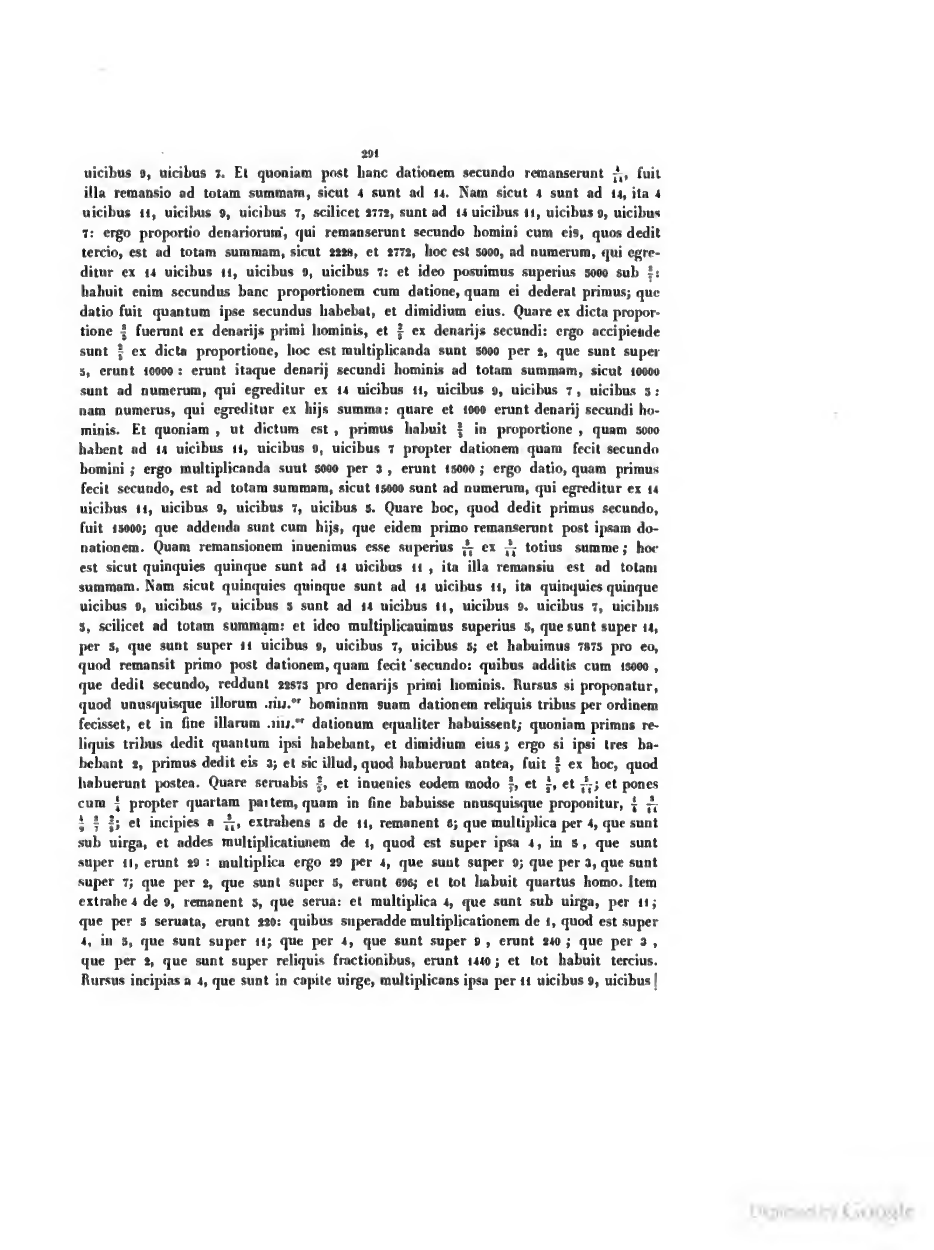 291
uicibus 9, uicibus 7. Et quoniam post hanc dationem secundo remanserunt 4/14, fuit
illa remansio ad totam summam, sicut 4 sunt ad 14. Nam sicut 4 sunt ad 14, ita 4
uicibus 11, uicibus 9, uicibus 7, scilicet 2772, sunt ad 14 uicibus 11, uicibus 9, uicibus
7: ergo proportio denariorum, qui remanserunt secundo homini cum eis, quos dedit
tercio, est ad totam summam, sicut 2228, et 2772, hoc est 5000, ad numerum, qui egre-
ditur ex 14 uicibus 11, uicibus 9, uicibus 7: et ideo posuimus superius 5000 sub 2/7:
habuit enim secundus hanc proportionem cum datione, quam ei dederat primus; que
datio fuit quantum ipse secundus habebat, et dimidium eius. Quare ex dicta propor-
tione 3/5 fuerunt ex denarijs primi hominis, et 2/5 ex denarijs secundi: ergo accipiende
sunt 2/5 ex dicta proportione, hoc est multiplicanda sunt 5000 per 2, que sunt super
5, erunt 10000 : erunt itaque denarij secundi hominis ad totam summam, sicut 10000
sunt ad numerum, qui egreditur ex 14 uicibus 11, uicibus 9, uicibus 7, uicibus 5:
nam numerus, qui egreditur ex hijs summa: quare et 1000 erunt denarij secundi ho-
minis. Et quoniam , ut dictum est , primus habuit 3/5 in proportione , quam 5000
habent ad 14 uicibus 11, uicibus 9, uicibus 7 propter dationem quam fecit secundo
homini ; ergo multiplicanda sunt 5000 per 3 , erunt 15000 ; ergo datio, quam primus
fecit secundo, est ad totam summam, sicut 15000 sunt ad numerum, qui egreditur ex 14
uicibus 11, uicibus 9, uicibus 7, uicibus 5. Quare hoc, quod dedit primus secundo,
fuit 15000; que addenda sunt cum hijs, que eidem primo remanserunt post ipsam do-
nationem. Quam remansionem inuenimus esse superius 5/11 ex 5/14 totius summe ; hoc
est sicut quinquies quinque sunt ad 14 uicibus 11 , ita illa remansiu est ad totam
summam. Nam sicut quinquies quinque sunt ad 14 uicibus 11, ita quinquies quinque
uicibus 9, uicibus 7, uicibus 5 sunt ad 14 uicibus 11, uicibus 9. uicibus 7, uicibus
5, scilicet ad totam summam: et ideo multiplicauimus superius 5, que sunt super 14,
per 5, que sunt super 11 uicibus 9, uicibus 7, uicibus 5; et habuimus 7875 pro eo,
quod remansit primo post dationem, quam fecit secundo: quibus additis cum 15000 ,
que dedit secundo, reddunt 22875 pro denarijs primi hominis. Rursus si proponatur,
quod unusquisque illorum .iiij.or hominum suam dationem reliquis tribus per ordinem
fecisset, et in fine illarum .iiij.or dationum equaliter habuissent; quoniam primus re-
liquis tribus dedit quantum ipsi habebant, et dimidium eius ; ergo si ipsi tres ha-
bebant 2, primus dedit eis 3; et sic illud, quod habuerunt antea, fuit 2/5 ex hoc, quod
habuerunt postea. Quare seruabis 2/5, et inuenies eodem modo 3/7, et 4/9, et 5/11; et pones
cum 1/4 propter quartam partem, quam in fine habuisse unusquisque proponitur, 1/4 5/11
4/9 3/7 2/5; et incipies a 5/11, extrahens 5 de 11, remanent 6; que multiplica per 4, que sunt
sub uirga, et addes multiplicatiunem de 1, quod est super ipsa 4, in 5 , que sunt
super 11, erunt 29 : multiplica ergo 29 per 4, que sunt super 9; que per 3, que sunt
super 7; que per 2, que sunt super 5, erunt 696; et tot habuit quartus homo. Item
extrahe 4 de 9, remanent 5, que serua: et multiplica 4, que sunt sub uirga, per 11;
que per 5 seruata, erunt 220: quibus superadde multiplicationem de 1, quod est super
4, in 5, que sunt super 11; que per 4, que sunt super 9 , erunt 240 ; que per 3 ,
que per 2, que sunt super reliquis fractionibus, erunt 1440 ; et tot habuit tercius.
Rursus incipias a 4, que sunt in capite uirge, multiplicans ipsa per 11 uicibus 9, uicibus
Digitized by Google